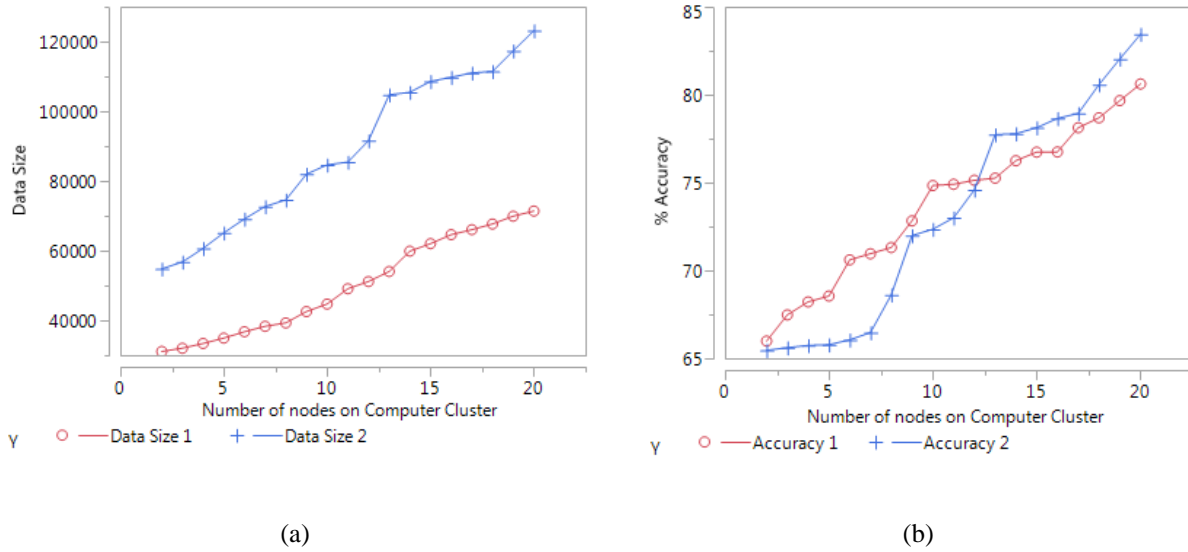 120000
100000
80000
60000
40000
Data Size
0 5 10 15 20
Number of nodes on Computer Cluster
Y Data Size 1 Data Size 2
(a)
85
80
75
70
65
% Accuracy
0 5 10 15 20
Number of nodes on Computer Cluster
Y Accuracy 1 Accuracy 2
(b)